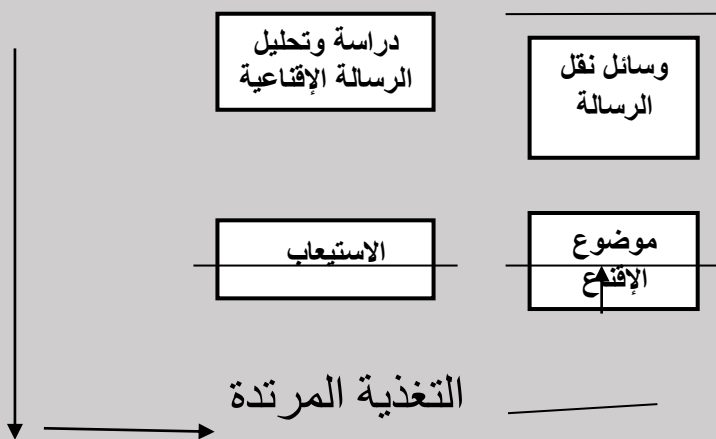 وسائل نقل
الرسالة
دراسة وتحليل
الرسالة الإقناعية
موضوع
الإقناع
الاستيعاب
التغذية المرتدة